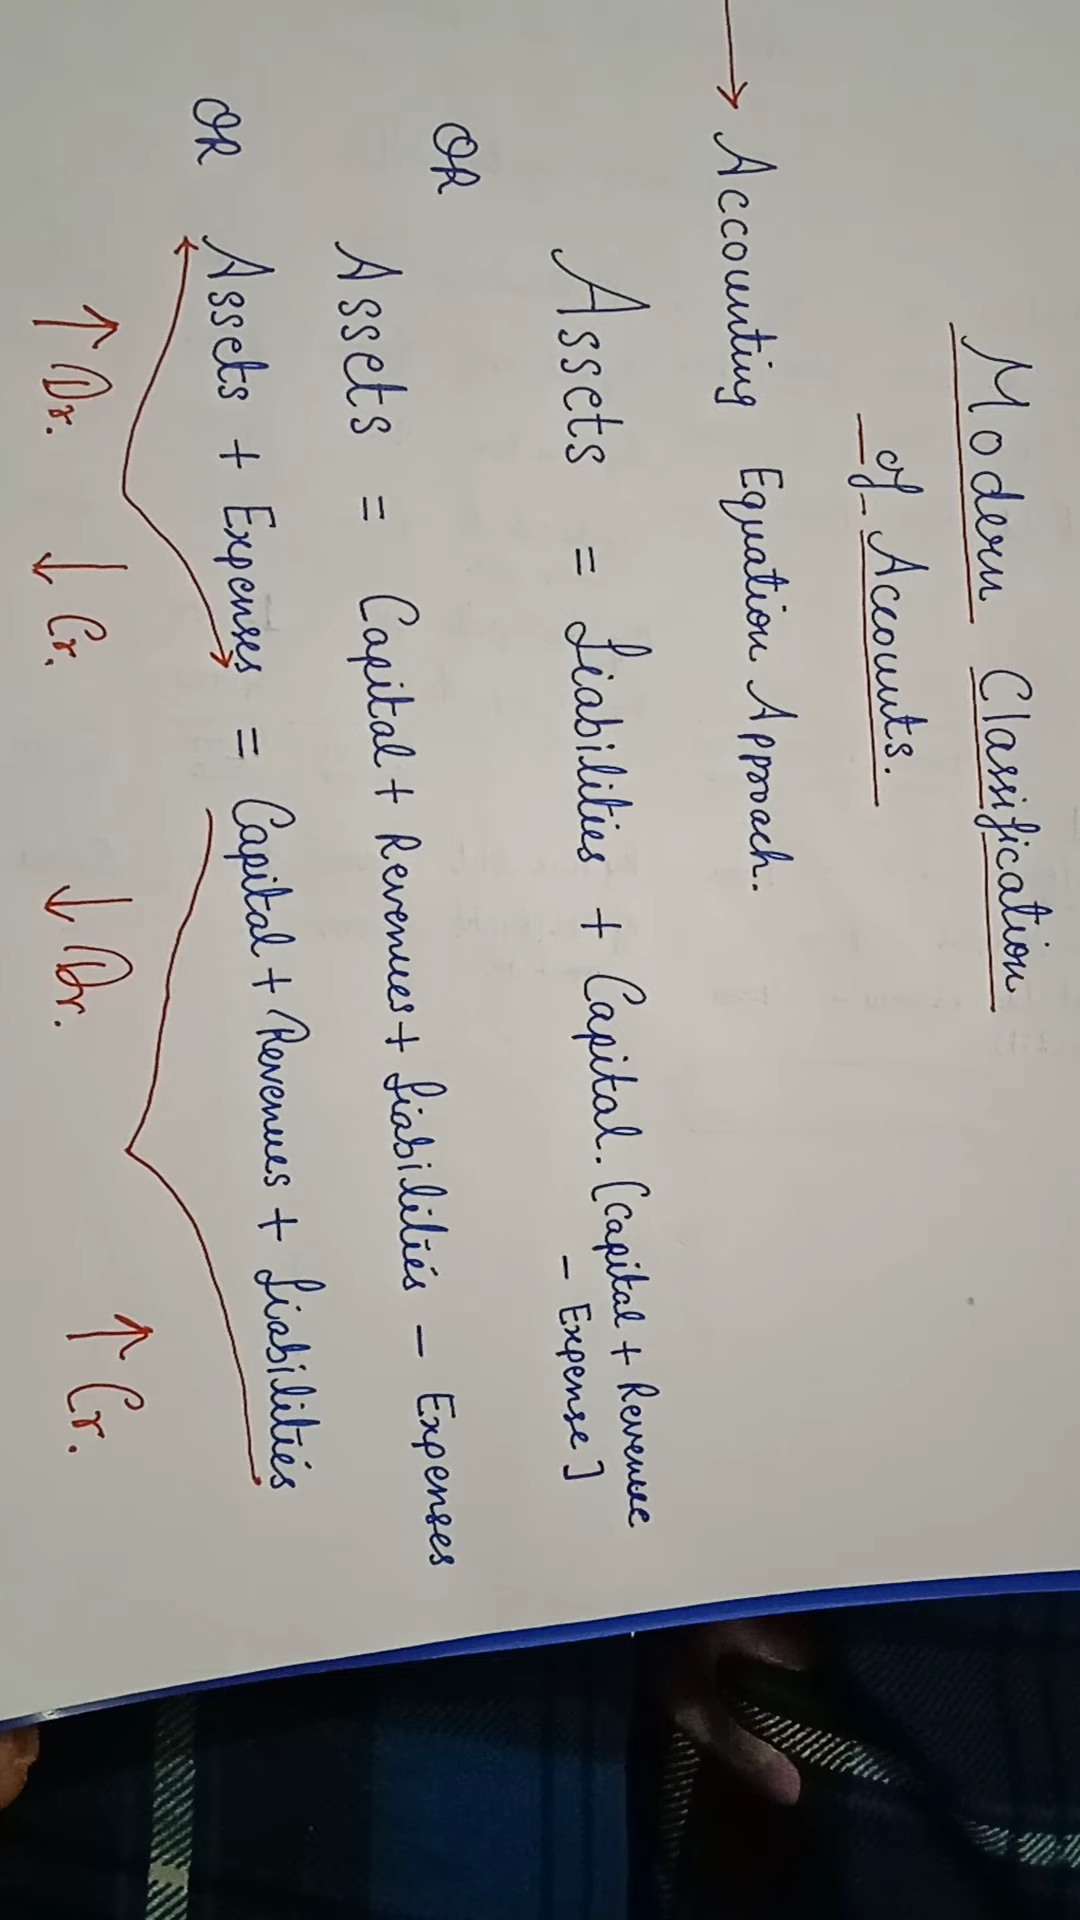 Modern Classification
of Accounts.
→ Accounting Equation Approach.
Assets = Liabilities + Capital. [Capital + Revenue
- Expense]
OR
Assets = Capital + Revenues + Liabilities - Expenses
OR Assets + Expenses = Capital + Revenues + Liabilities
↑ Dr. ↓ Cr. ↓ Dr. ↑ Cr.